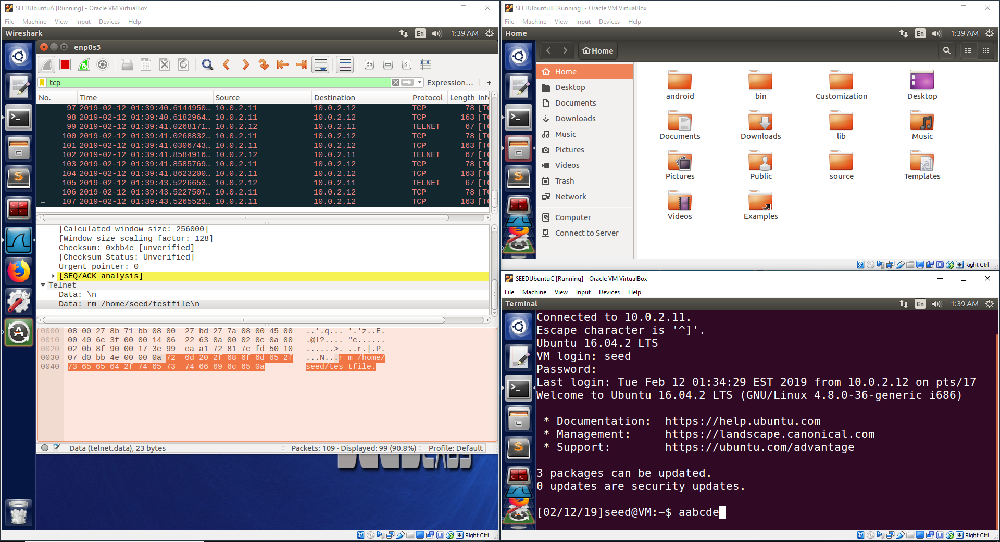 SEEDUbuntuA [Running] - Oracle VM VirtualBox
File Machine View Input Devices Help
Wireshark
En
1:39 AM
enp0s3
tcp
Expression…
+
No. Time Source Destination Protocol Length Info
97 2019-02-12 01:39:40.6144950… 10.0.2.11 10.0.2.12 TCP 78 [TC
98 2019-02-12 01:39:40.6182964… 10.0.2.11 10.0.2.12 TCP 163 [TC
99 2019-02-12 01:39:41.0268171… 10.0.2.12 10.0.2.11 TELNET 67 [TC
100 2019-02-12 01:39:41.0268832… 10.0.2.11 10.0.2.12 TCP 78 [TC
101 2019-02-12 01:39:41.0306743… 10.0.2.11 10.0.2.12 TCP 163 [TC
102 2019-02-12 01:39:41.8584916… 10.0.2.12 10.0.2.11 TELNET 67 [TC
103 2019-02-12 01:39:41.8585769… 10.0.2.11 10.0.2.12 TCP 78 [TC
104 2019-02-12 01:39:41.8623200… 10.0.2.11 10.0.2.12 TCP 163 [TC
105 2019-02-12 01:39:43.5226653… 10.0.2.12 10.0.2.11 TELNET 67 [TC
106 2019-02-12 01:39:43.5227507… 10.0.2.11 10.0.2.12 TCP 78 [TC
107 2019-02-12 01:39:43.5265523… 10.0.2.11 10.0.2.12 TCP 163 [TC
[Calculated window size: 256000]
[Window size scaling factor: 128]
Checksum: 0xbb4e [unverified]
[Checksum Status: Unverified]
Urgent pointer: 0
[SEQ/ACK analysis]
Telnet
Data: \n
Data: rm /home/seed/testfile\n
0000 08 00 27 8b 71 bb 08 00 27 bd 27 7a 08 00 45 00 ..'.q... '.'z..E.
0010 00 40 6c 3f 00 00 14 06 22 63 0a 00 02 0c 0a 00 .@l?.... "c......
0020 02 0b 8f 90 00 17 3e 99 ea a1 72 81 7c fd 50 10 ......>. ..r.|.P.
0030 07 d0 bb 4e 00 00 0a 72 6d 20 2f 68 6f 6d 65 2f ...N...r m /home/
0040 73 65 65 64 2f 74 65 73 74 66 69 6c 65 0a seed/tes tfile.
Data (telnet.data), 23 bytes
Packets: 109 · Displayed: 99 (90.8%)
Profile: Default
Right Ctrl
SEEDUbuntuB [Running] - Oracle VM VirtualBox
File Machine View Input Devices Help
Home
En
1:39 AM
Home
Home
Desktop
Documents
Downloads
Music
Pictures
Videos
Trash
Network
Computer
Connect to Server
android bin Customization Desktop
Documents Downloads lib Music
Pictures Public source Templates
Videos Examples
Right Ctrl
SEEDUbuntuC [Running] - Oracle VM VirtualBox
File Machine View Input Devices Help
Terminal
En
1:39 AM
Connected to 10.0.2.11.
Escape character is '^]'.
Ubuntu 16.04.2 LTS
VM login: seed
Password:
Last login: Tue Feb 12 01:34:29 EST 2019 from 10.0.2.12 on pts/17
Welcome to Ubuntu 16.04.2 LTS (GNU/Linux 4.8.0-36-generic i686)
* Documentation: https://help.ubuntu.com
* Management: https://landscape.canonical.com
* Support: https://ubuntu.com/advantage
3 packages can be updated.
0 updates are security updates.
[02/12/19]seed@VM:~$ aabcde
Right Ctrl